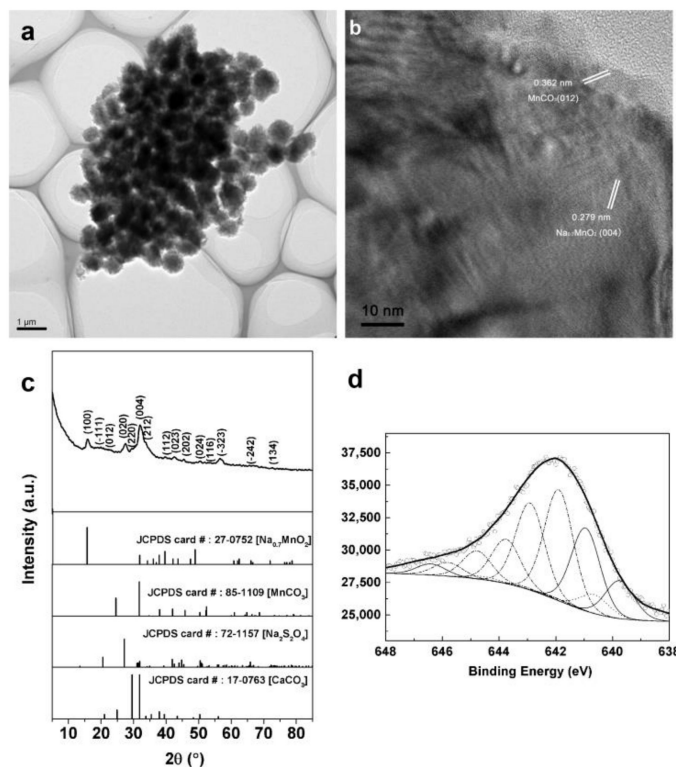 a
1 µm
b
0.362 nm
MnCO₃(012)
0.279 nm
Na₀.₇MnO₂ (004)
10 nm
c
(100)
(-111)
(012)
(020)
(220)
(004)
(212)
(112)
(023)
(202)
(024)
(116)
(-323)
(-242)
(134)
JCPDS card # : 27-0752 [Na₀.₇MnO₂]
JCPDS card # : 85-1109 [MnCO₃]
JCPDS card # : 72-1157 [Na₂S₂O₄]
JCPDS card # : 17-0763 [CaCO₃]
Intensity (a.u.)
10 20 30 40 50 60 70 80
2θ (°)
d
37,500
35,000
32,500
30,000
27,500
25,000
648 646 644 642 640 638
Binding Energy (eV)